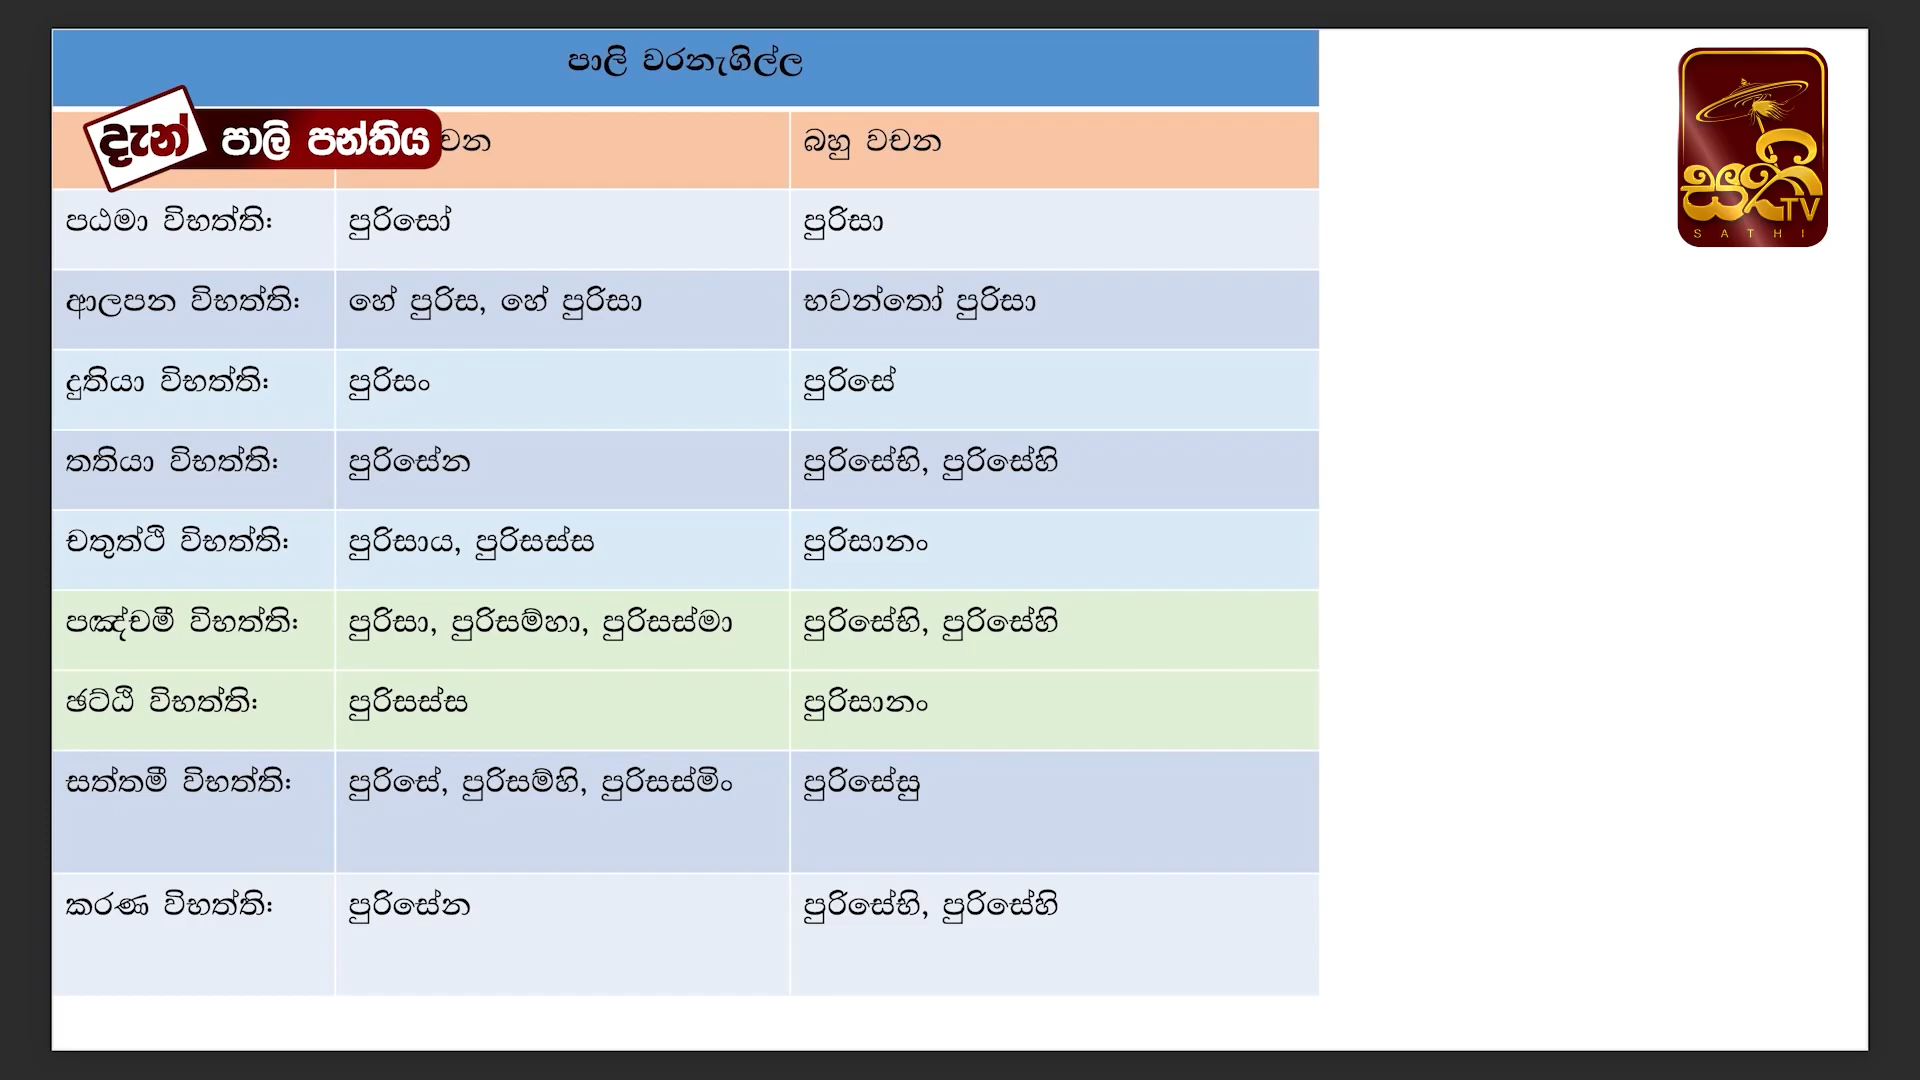 පාලි වරනැගිල්ල
දැන් පාලි පන්තිය
වචන බහු වචන
පඨමා විභත්ති: පුරිසෝ පුරිසා
ආලපන විභත්ති: හේ පුරිස, හේ පුරිසා භවන්තෝ පුරිසා
දුතියා විභත්ති: පුරිසං පුරිසේ
තතියා විභත්ති: පුරිසේන පුරිසේභි, පුරිසේහි
චතුත්ථි විභත්ති: පුරිසාය, පුරිසස්ස පුරිසානං
පඤ්චමී විභත්ති: පුරිසා, පුරිසම්හා, පුරිසස්මා පුරිසේභි, පුරිසේහි
ඡට්ඨි විභත්ති: පුරිසස්ස පුරිසානං
සත්තමී විභත්ති: පුරිසේ, පුරිසම්හි, පුරිසස්මිං පුරිසේසු
කරණ විභත්ති: පුරිසේන පුරිසේභි, පුරිසේහි
සති TV
SATHI